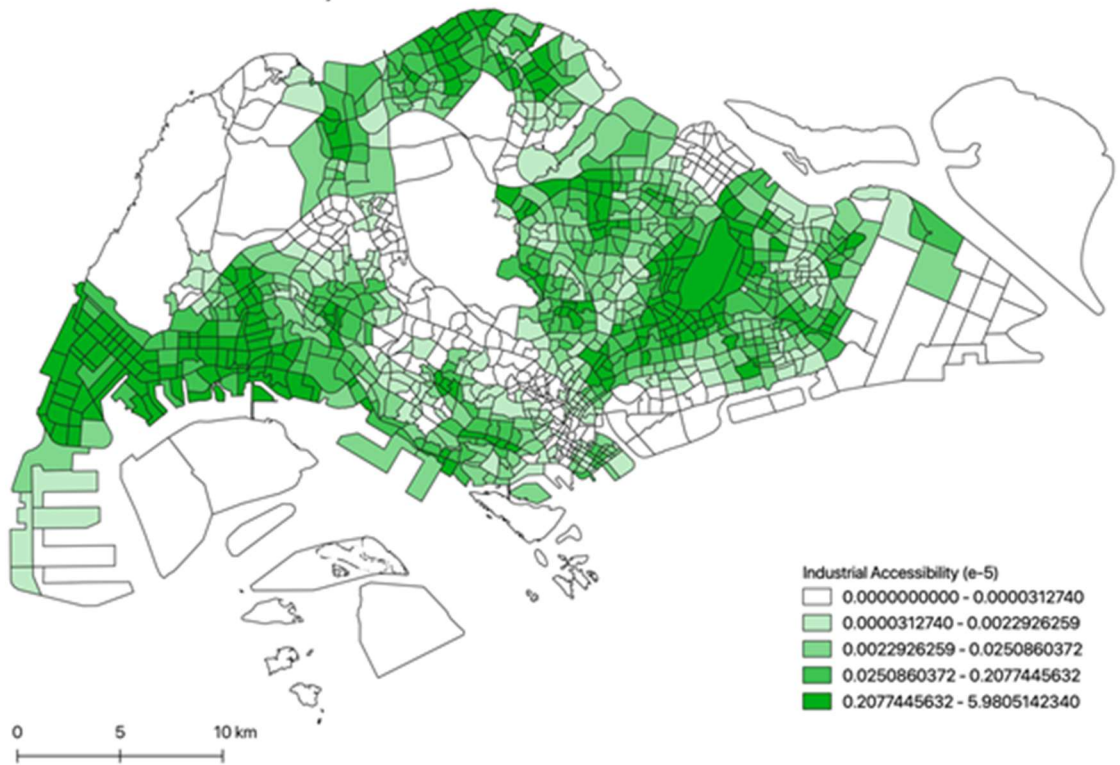 Industrial Accessibility (e-5)
0.0000000000 - 0.0000312740
0.0000312740 - 0.0022926259
0.0022926259 - 0.0250860372
0.0250860372 - 0.2077445632
0.2077445632 - 5.9805142340
0 5 10 km